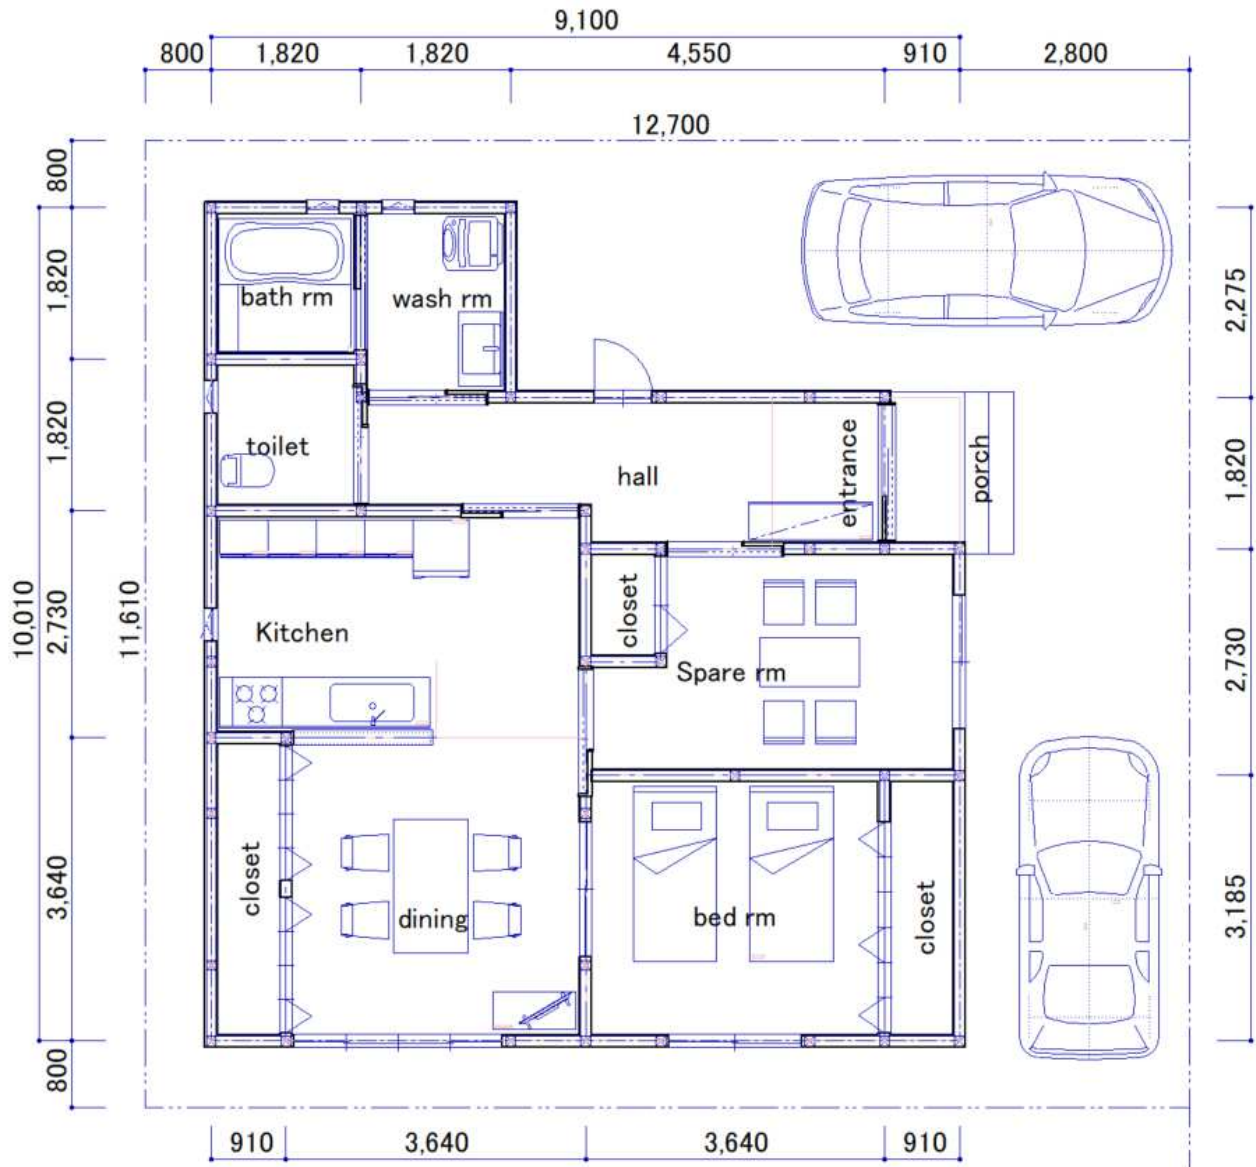 9,100
800 1,820 1,820 4,550 910 2,800
12,700
800
1,820
1,820
2,730
3,640
800
10,010
11,610
2,275
1,820
2,730
3,185
bath rm
wash rm
toilet
hall
entrance
porch
Kitchen
closet
Spare rm
closet
dining
bed rm
closet
910 3,640 3,640 910